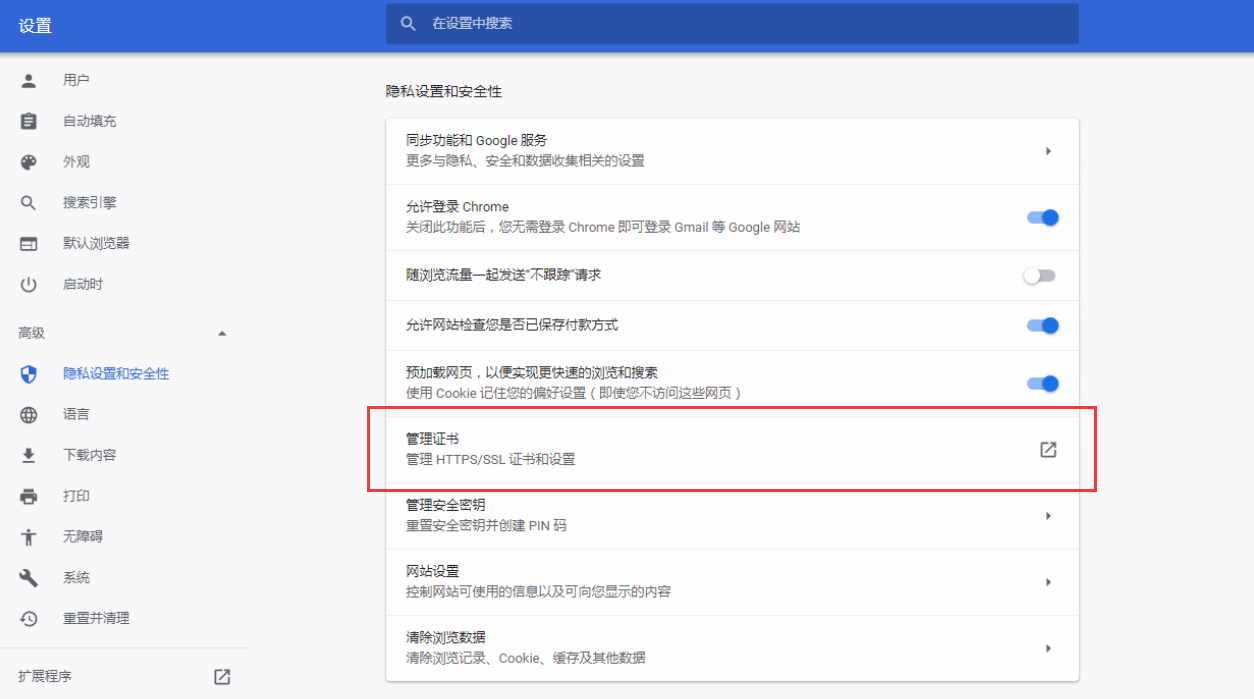 设置
在设置中搜索
用户
自动填充
外观
搜索引擎
默认浏览器
启动时
高级
隐私设置和安全性
语言
下载内容
打印
无障碍
系统
重置并清理
扩展程序
隐私设置和安全性
同步功能和 Google 服务
更多与隐私、安全和数据收集相关的设置
允许登录 Chrome
关闭此功能后，您无需登录 Chrome 即可登录 Gmail 等 Google 网站
随浏览流量一起发送“不跟踪”请求
允许网站检查您是否已保存付款方式
预加载网页，以便实现更快速的浏览和搜索
使用 Cookie 记住您的偏好设置（即使您不访问这些网页）
管理证书
管理 HTTPS/SSL 证书和设置
管理安全密钥
重置安全密钥并创建 PIN 码
网站设置
控制网站可使用的信息以及可向您显示的内容
清除浏览数据
清除浏览记录、Cookie、缓存及其他数据